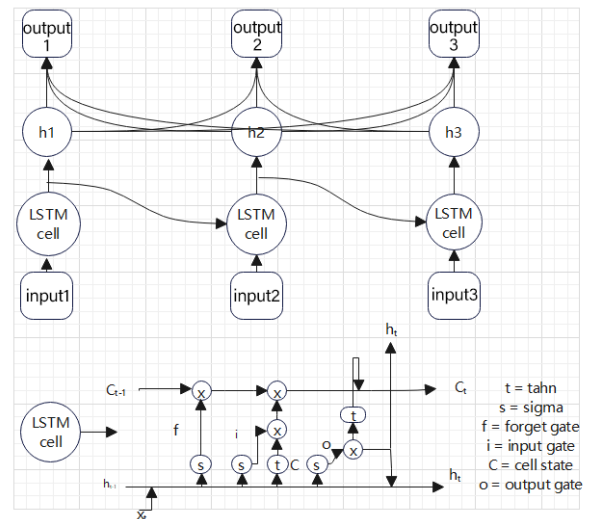 output
1
output
2
output
3
h1
h2
h3
LSTM
cell
LSTM
cell
LSTM
cell
input1
input2
input3
hₜ
Cₜ₋₁
x
x
Cₜ
t
f
i
x
o
x
LSTM
cell
s
s
t
C
s
hₜ₋₁
hₜ
xₜ
t = tahn
s = sigma
f = forget gate
i = input gate
C = cell state
o = output gate